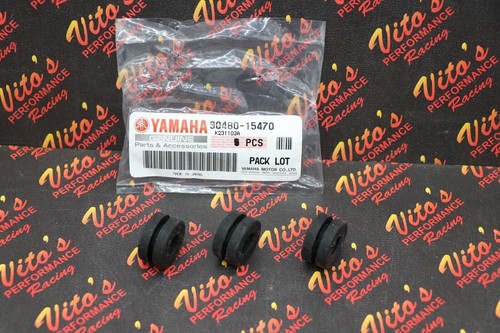 YAMAHA 90480-15470
GENUINE K231103A
Parts & Accessories PCS
PACK LOT
YAMAHA MOTOR CO., LTD.
MADE IN JAPAN
Vito's
PERFORMANCE
Racing